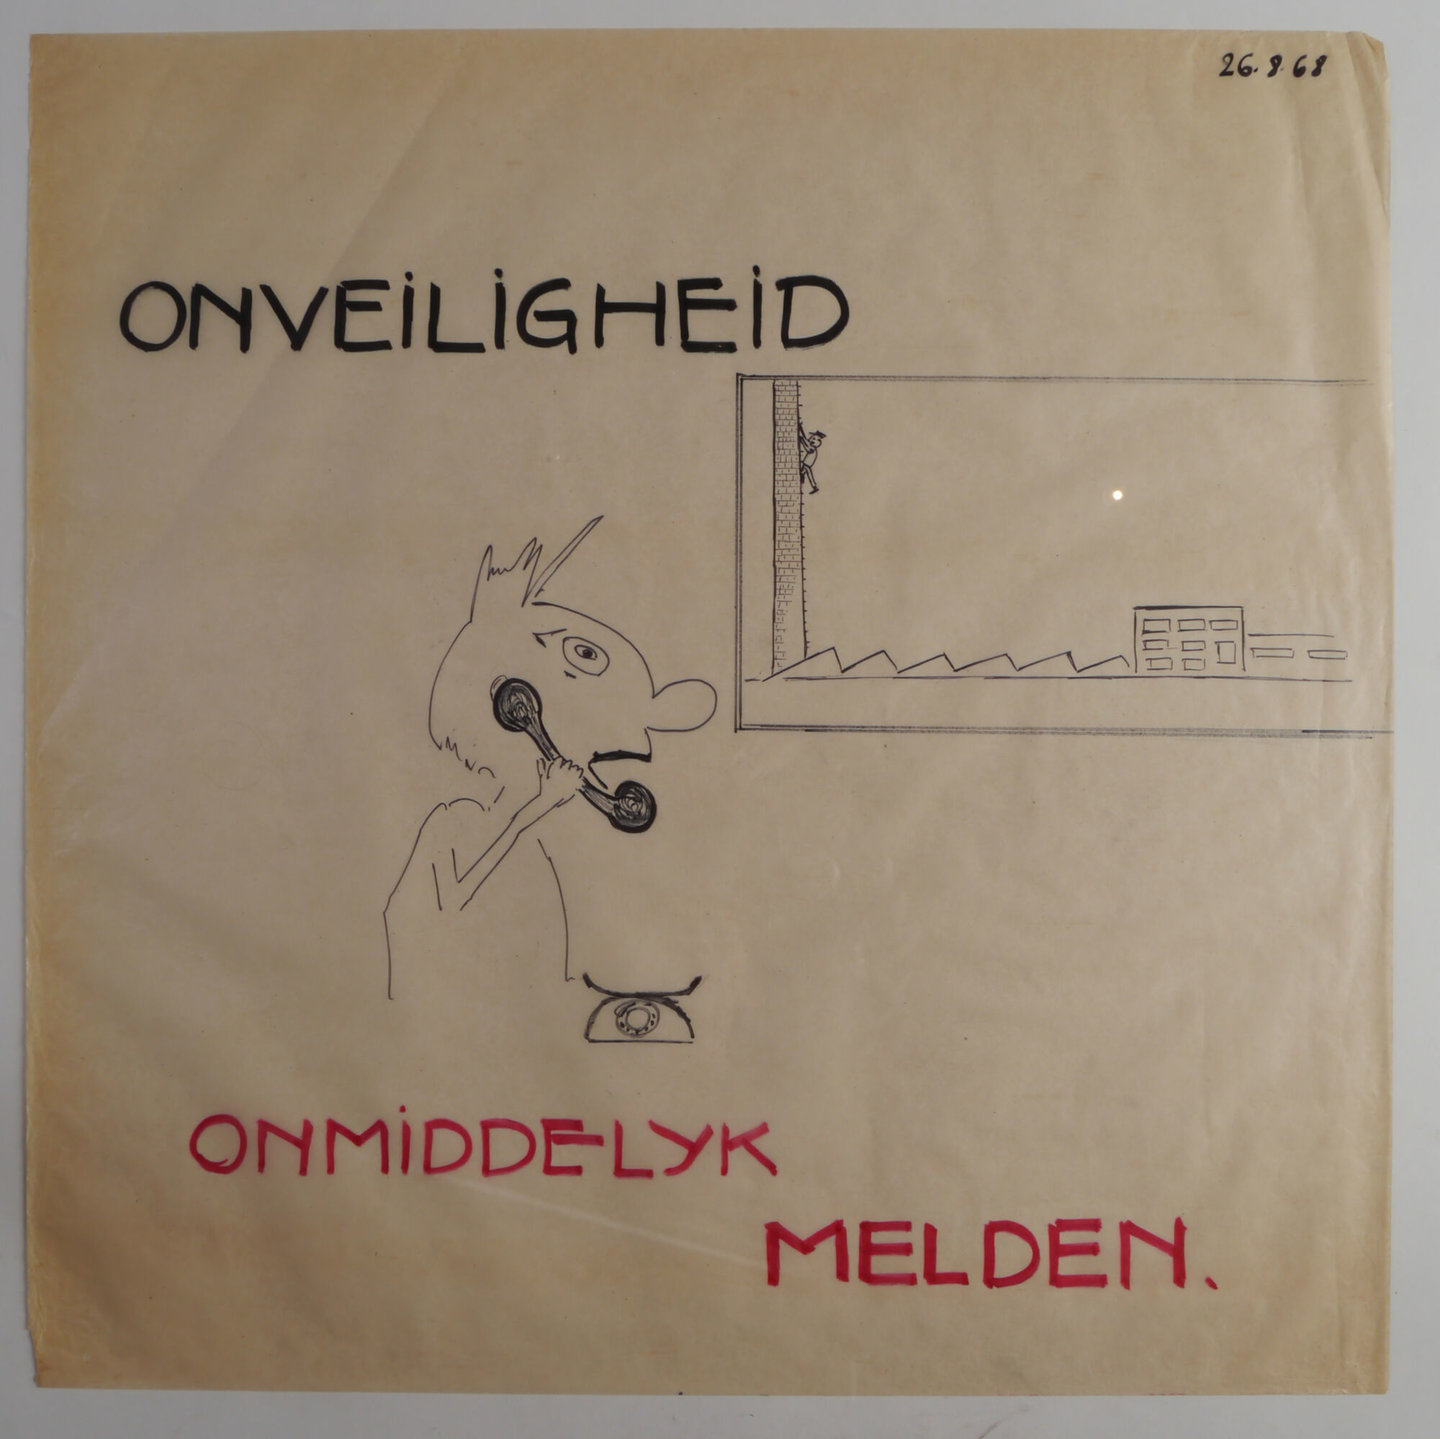 26.8.68
ONVEILIGHEID
ONMIDDELYK
MELDEN.